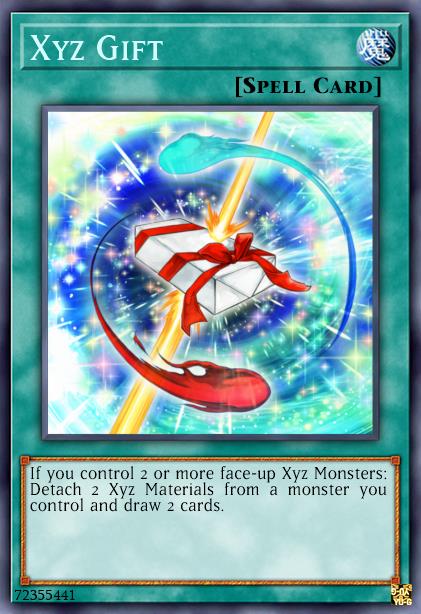 Xyz Gift
魔
[Spell Card]
If you control 2 or more face-up Xyz Monsters:
Detach 2 Xyz Materials from a monster you
control and draw 2 cards.
72355441